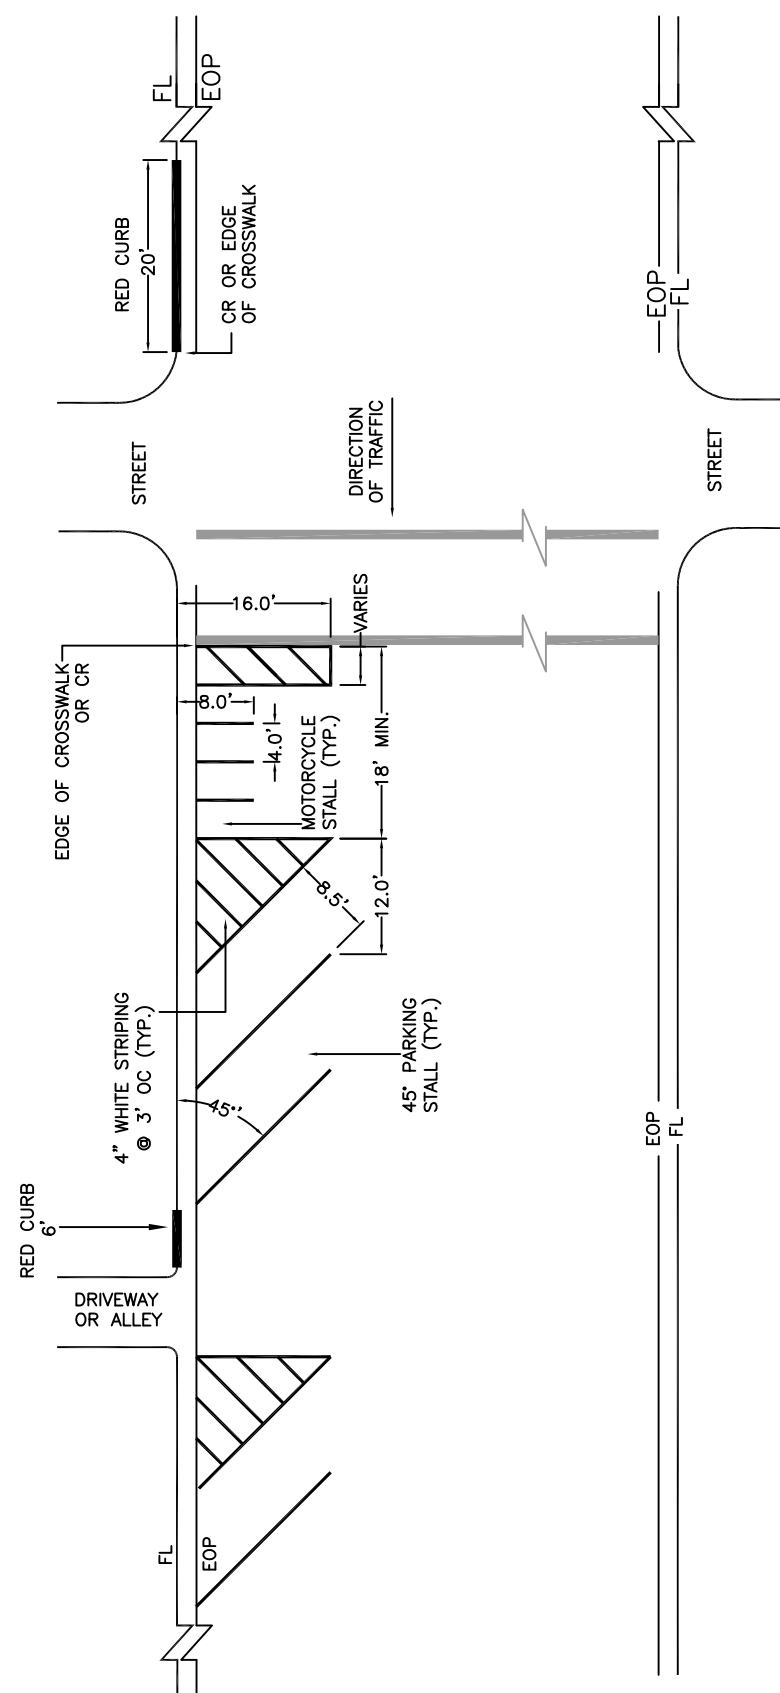 FL
EOP
RED CURB
20'
CR OR EDGE
OF CROSSWALK
EOP
FL
STREET
DIRECTION
OF TRAFFIC
STREET
EDGE OF CROSSWALK
OR CR
16.0'
VARIES
8.0'
4.0'
MOTORCYCLE
STALL (TYP.)
18' MIN.
8.5'
12.0'
4" WHITE STRIPING
@ 3' OC (TYP.)
45° PARKING
STALL (TYP.)
45°'
EOP
FL
RED CURB
6'
DRIVEWAY
OR ALLEY
FL
EOP